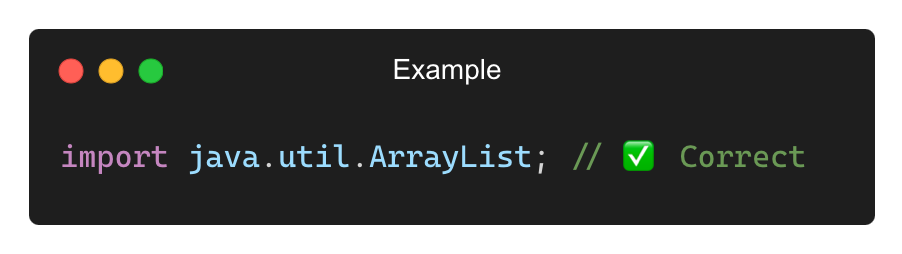 Example
import java.util.ArrayList; // ✅ Correct